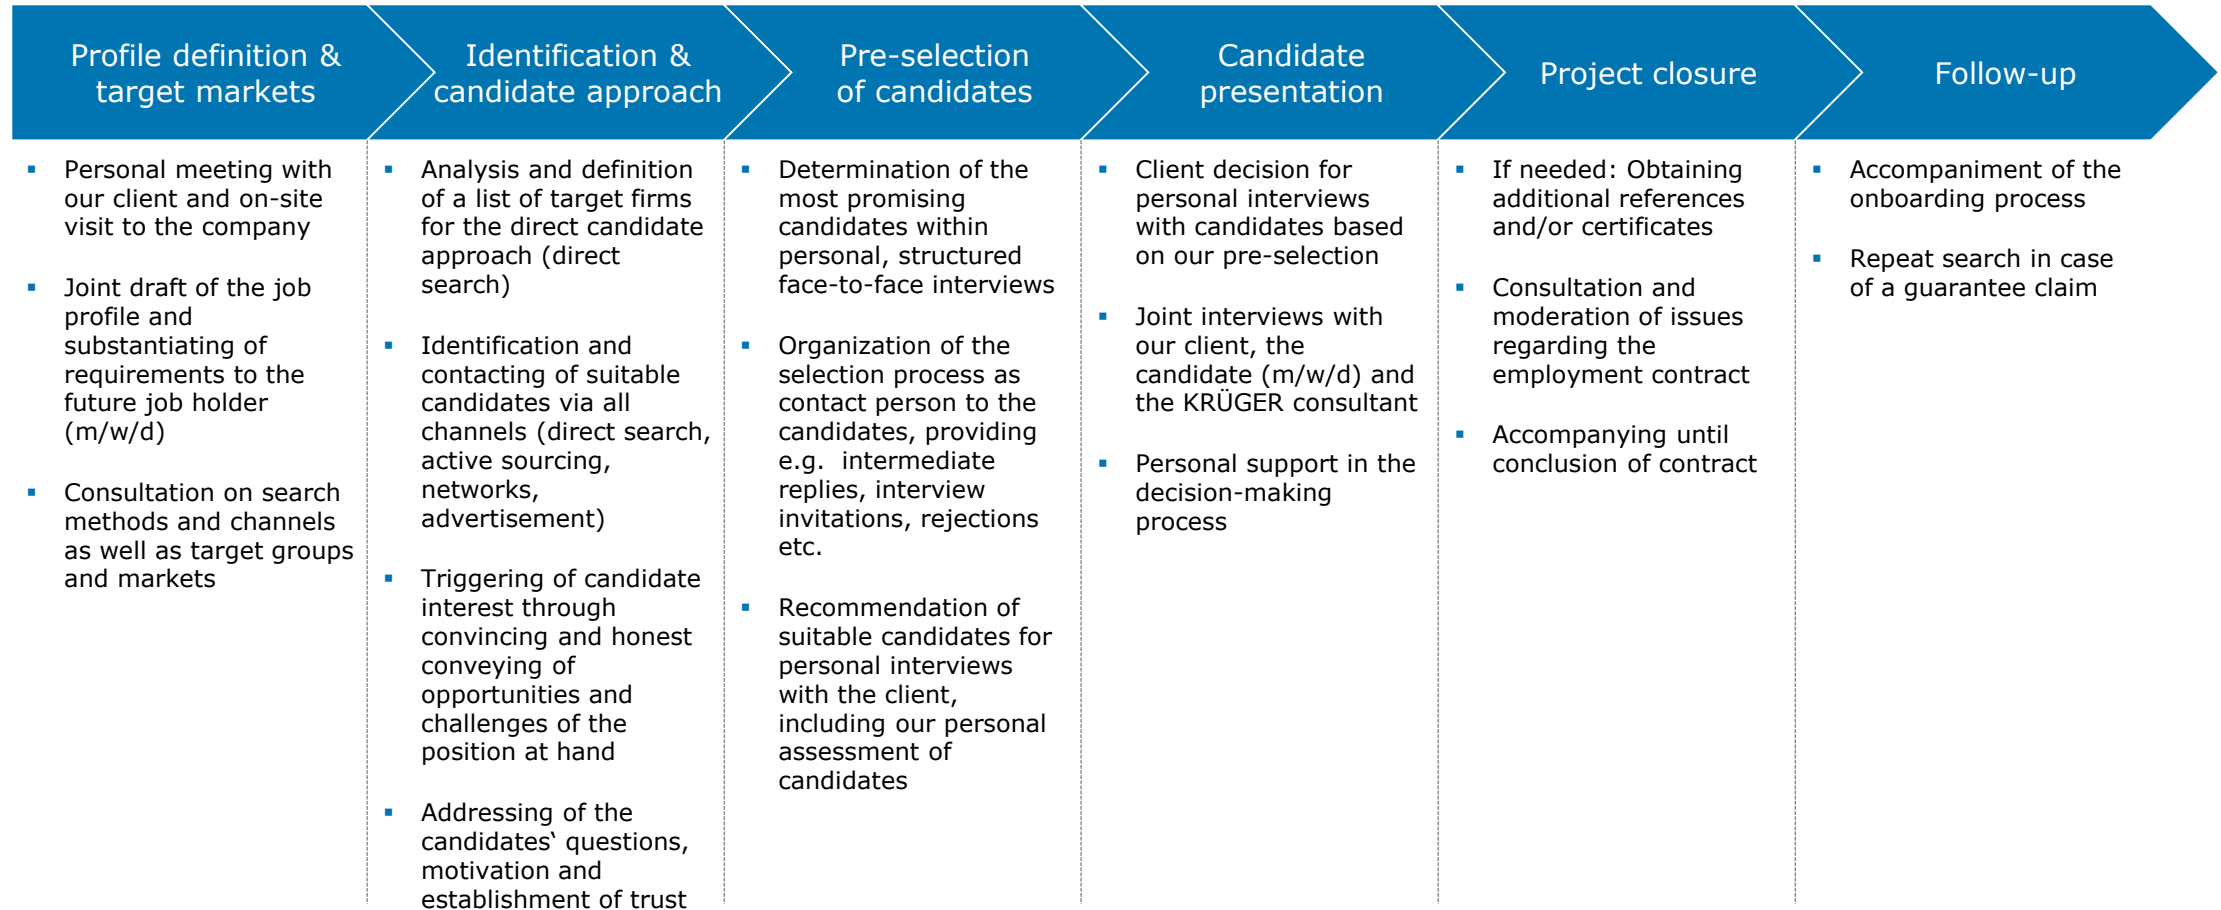 Profile definition &
target markets
Identification &
candidate approach
Pre-selection
of candidates
Candidate
presentation
Project closure
Follow-up
▪ Personal meeting with
our client and on-site
visit to the company
▪ Joint draft of the job
profile and
substantiating of
requirements to the
future job holder
(m/w/d)
▪ Consultation on search
methods and channels
as well as target groups
and markets
▪ Analysis and definition
of a list of target firms
for the direct candidate
approach (direct
search)
▪ Identification and
contacting of suitable
candidates via all
channels (direct search,
active sourcing,
networks,
advertisement)
▪ Triggering of candidate
interest through
convincing and honest
conveying of
opportunities and
challenges of the
position at hand
▪ Addressing of the
candidates‘ questions,
motivation and
establishment of trust
▪ Determination of the
most promising
candidates within
personal, structured
face-to-face interviews
▪ Organization of the
selection process as
contact person to the
candidates, providing
e.g.  intermediate
replies, interview
invitations, rejections
etc.
▪ Recommendation of
suitable candidates for
personal interviews
with the client,
including our personal
assessment of
candidates
▪ Client decision for
personal interviews
with candidates based
on our pre-selection
▪ Joint interviews with
our client, the
candidate (m/w/d) and
the KRÜGER consultant
▪ Personal support in the
decision-making
process
▪ If needed: Obtaining
additional references
and/or certificates
▪ Consultation and
moderation of issues
regarding the
employment contract
▪ Accompanying until
conclusion of contract
▪ Accompaniment of the
onboarding process
▪ Repeat search in case
of a guarantee claim